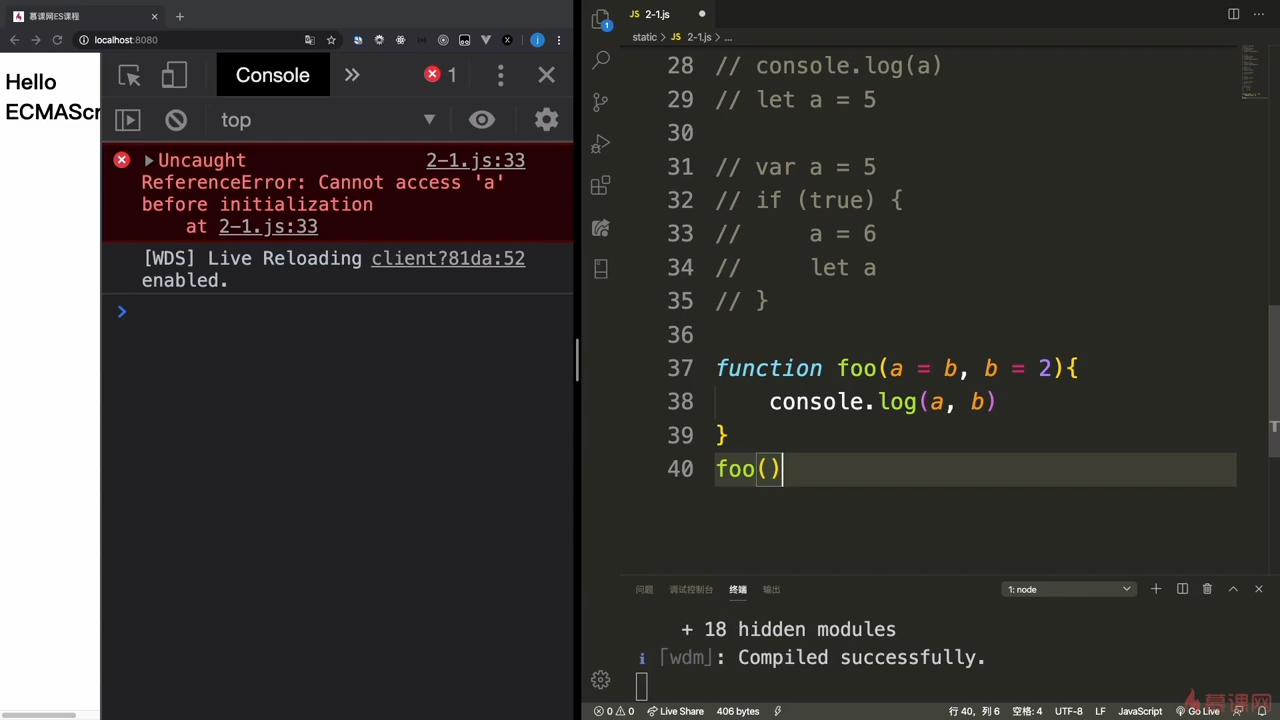 慕课网ES课程
localhost:8080
Hello
ECMAScr
Console
1
top
Uncaught 2-1.js:33
ReferenceError: Cannot access 'a'
before initialization
at 2-1.js:33
[WDS] Live Reloading client?81da:52
enabled.
JS 2-1.js
static > JS 2-1.js > ...
28 // console.log(a)
29 // let a = 5
30
31 // var a = 5
32 // if (true) {
33 //     a = 6
34 //     let a
35 // }
36
37 function foo(a = b, b = 2){
38     console.log(a, b)
39 }
40 foo()
问题 调试控制台 终端 输出 1: node
+ 18 hidden modules
i ｢wdm｣: Compiled successfully.
0 0 Live Share 406 bytes 行 40，列 6 空格: 4 UTF-8 LF JavaScript Go Live
慕课网